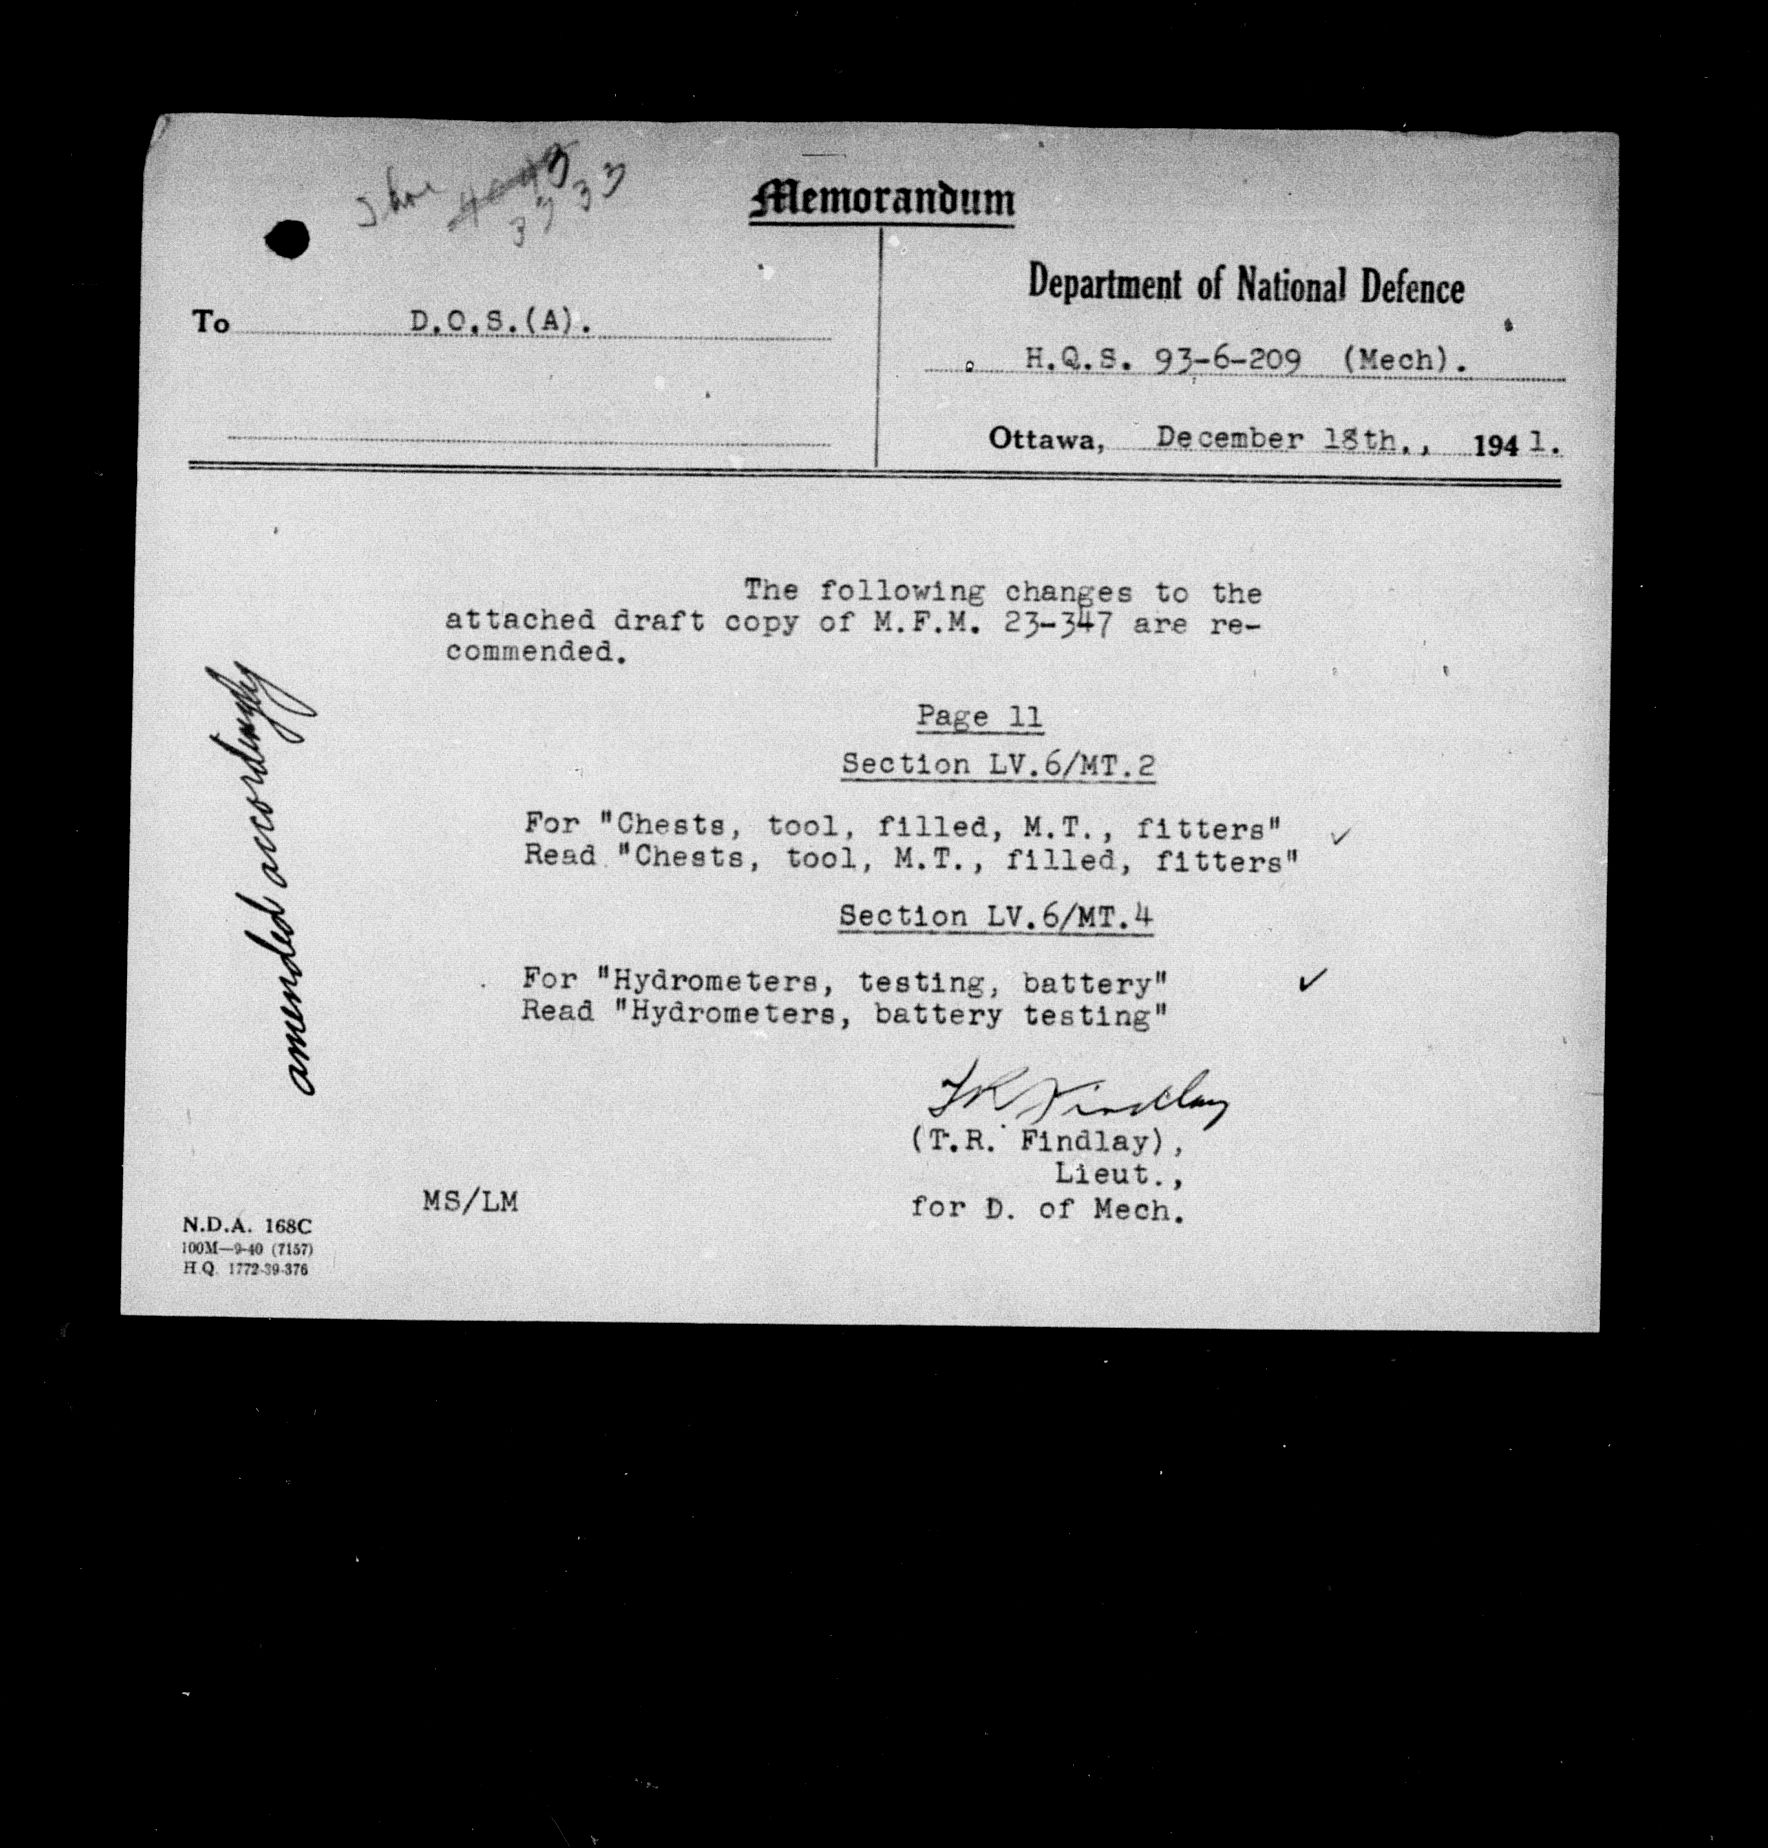 3733
Memorandum
Department of National Defence
To D.O.S.(A).
H.Q.S. 93-6-209 (Mech).
Ottawa, December 18th., 1941.
The following changes to the
attached draft copy of M.F.M. 23-347 are re-
commended.
Page 11
Section LV.6/MT.2
For "Chests, tool, filled, M.T., fitters" ✓
Read "Chests, tool, M.T., filled, fitters"
Section LV.6/MT.4
For "Hydrometers, testing, battery" ✓
Read "Hydrometers, battery testing"
amended accordingly
TR Findlay
(T.R. Findlay),
Lieut.,
for D. of Mech.
MS/LM
N.D.A. 168C
100M—9-40 (7157)
H.Q. 1772-39-376